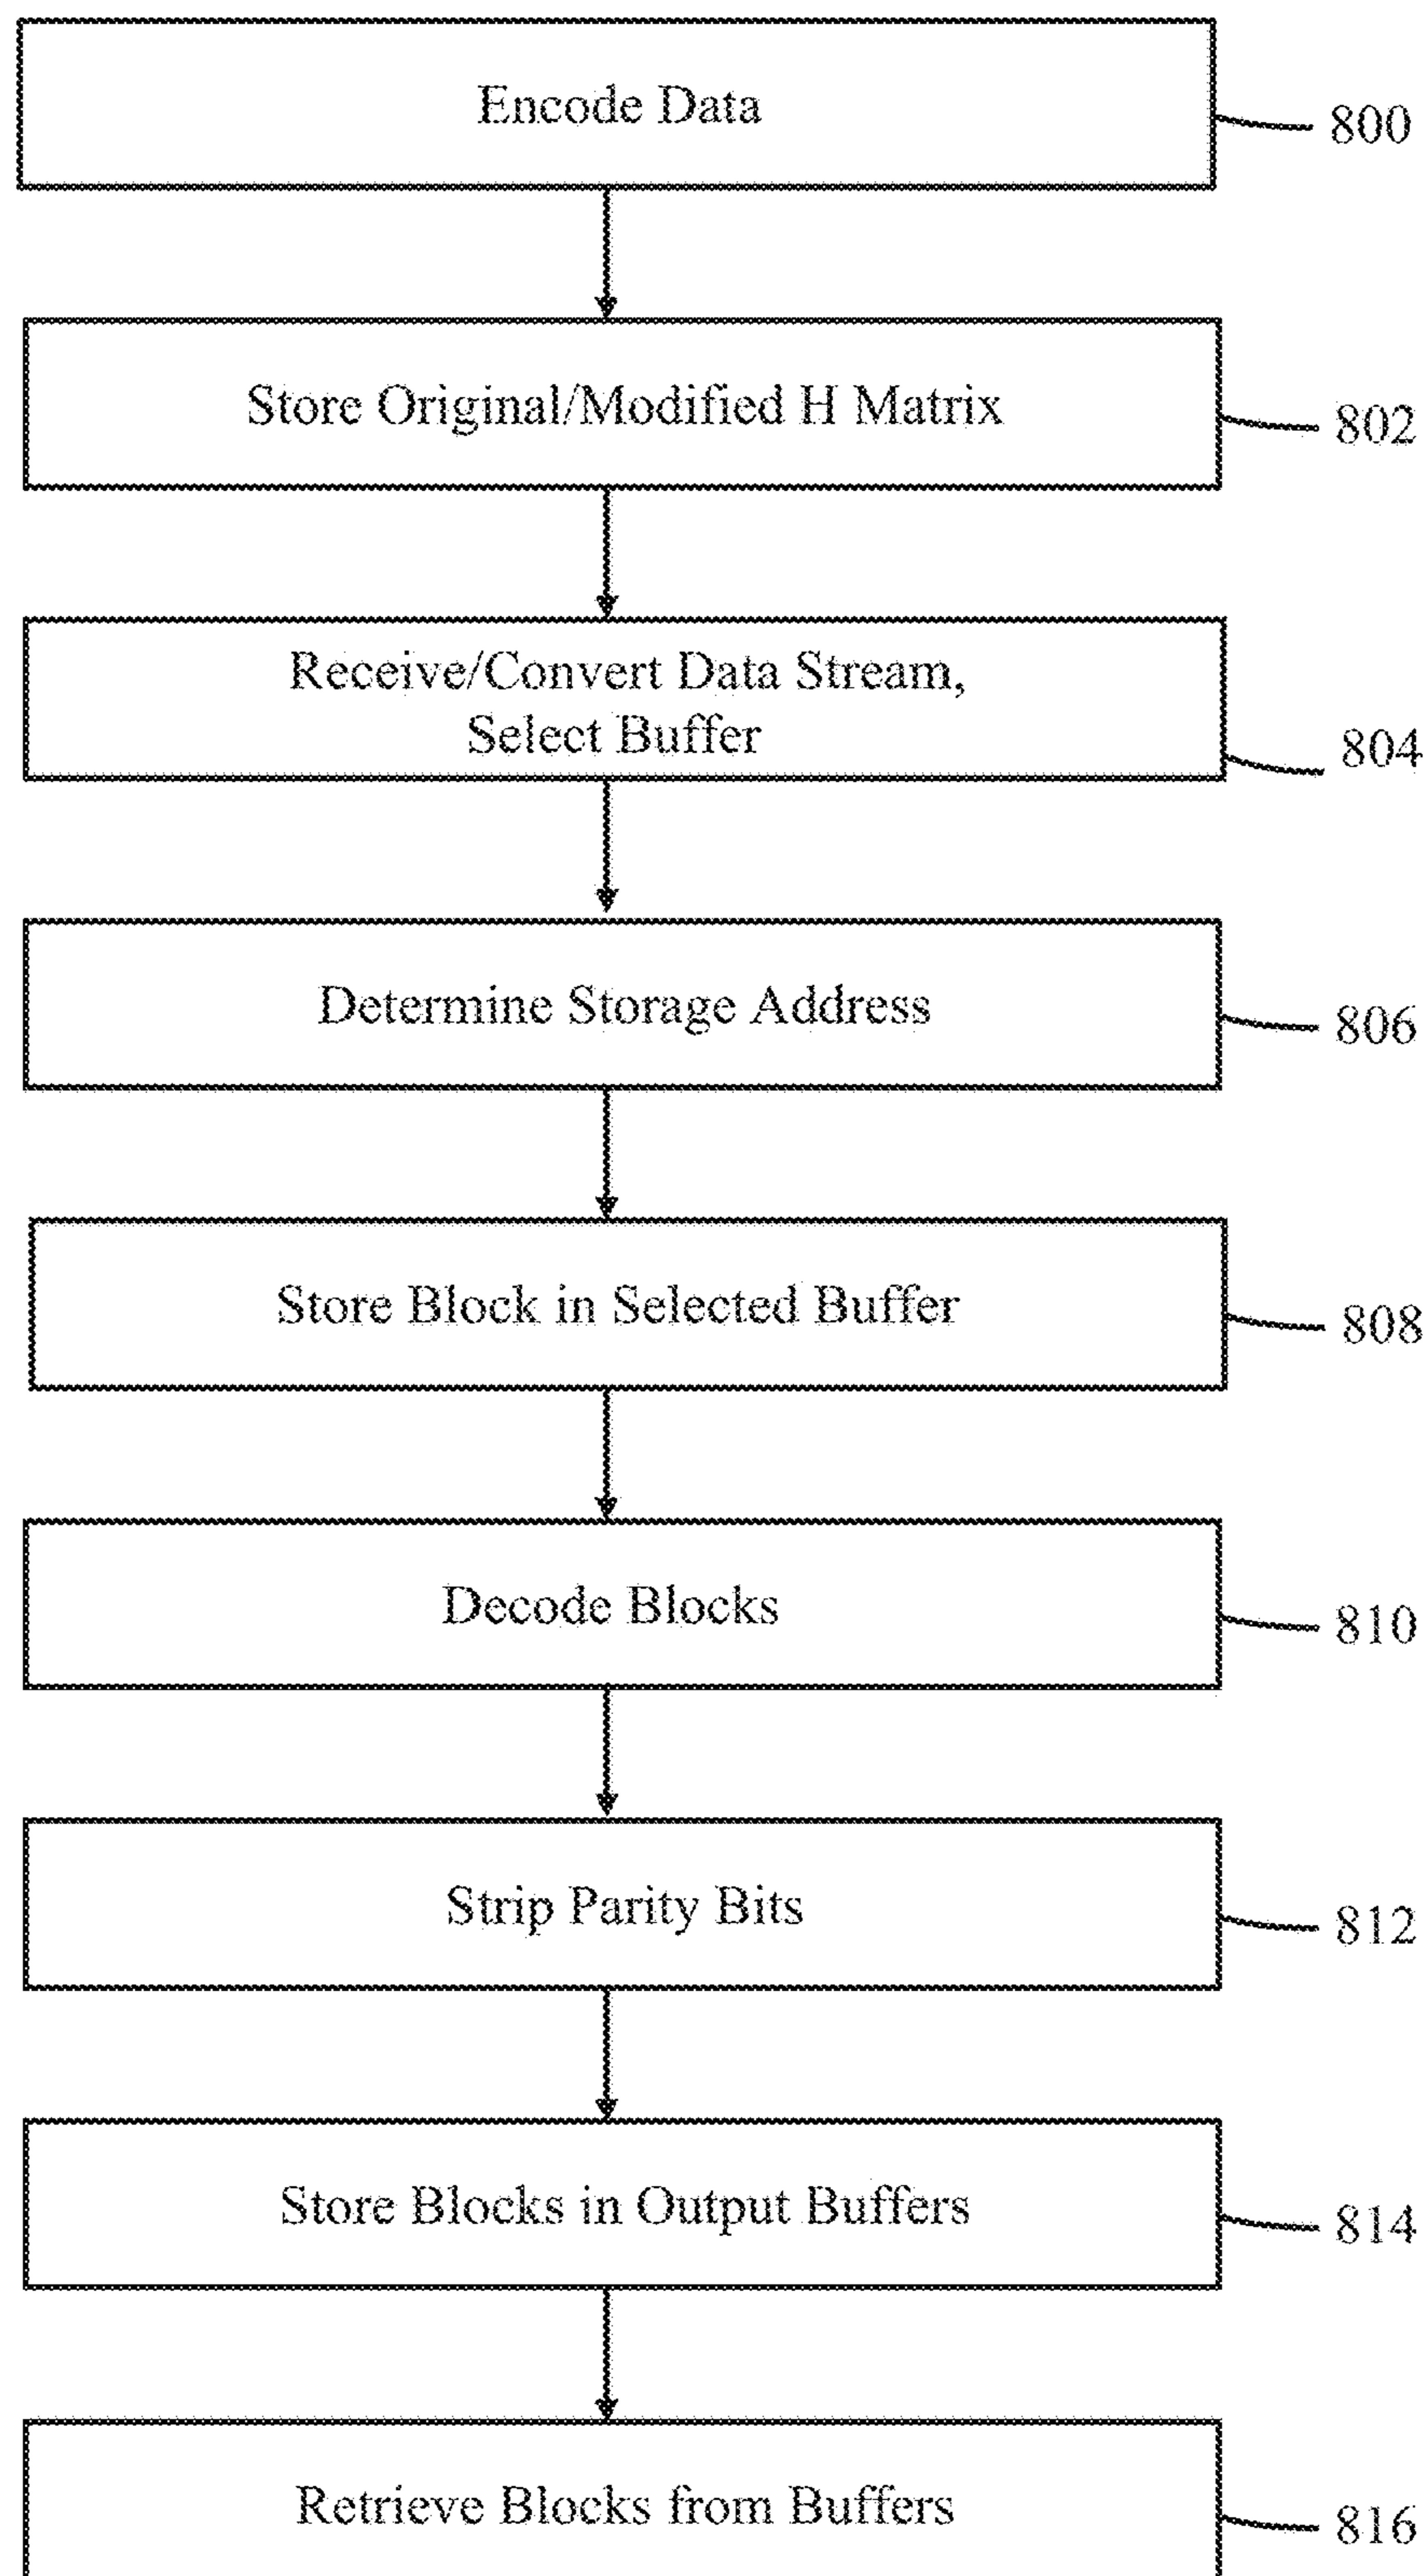 Encode Data
800
Store Original/Modified H Matrix
802
Receive/Convert Data Stream,
Select Buffer
804
Determine Storage Address
806
Store Block in Selected Buffer
808
Decode Blocks
810
Strip Parity Bits
812
Store Blocks in Output Buffers
814
Retrieve Blocks from Buffers
816